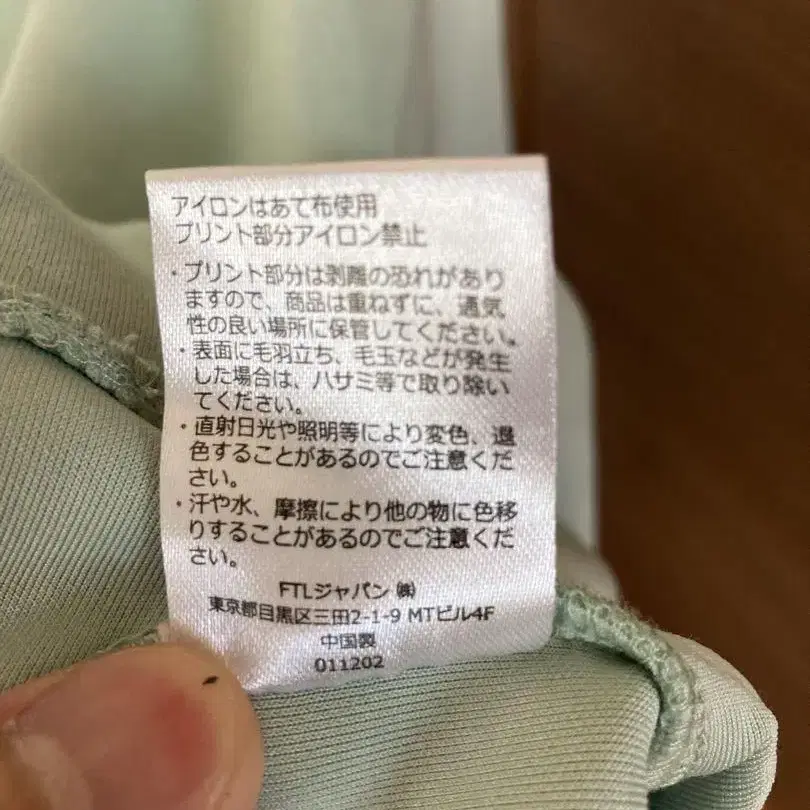 アイロンはあて布使用
プリント部分アイロン禁止
・プリント部分は剥離の恐れがあり
ますので、商品は重ねずに、通気
性の良い場所に保管してください。
・表面に毛羽立ち、毛玉などが発生
した場合は、ハサミ等で取り除い
てください。
・直射日光や照明等により変色、退
色することがあるのでご注意くだ
さい。
・汗や水、摩擦により他の物に色移
りすることがあるのでご注意くだ
さい。
FTLジャパン ㈱
東京都目黒区三田2-1-9 MTビル4F
中国製
011202